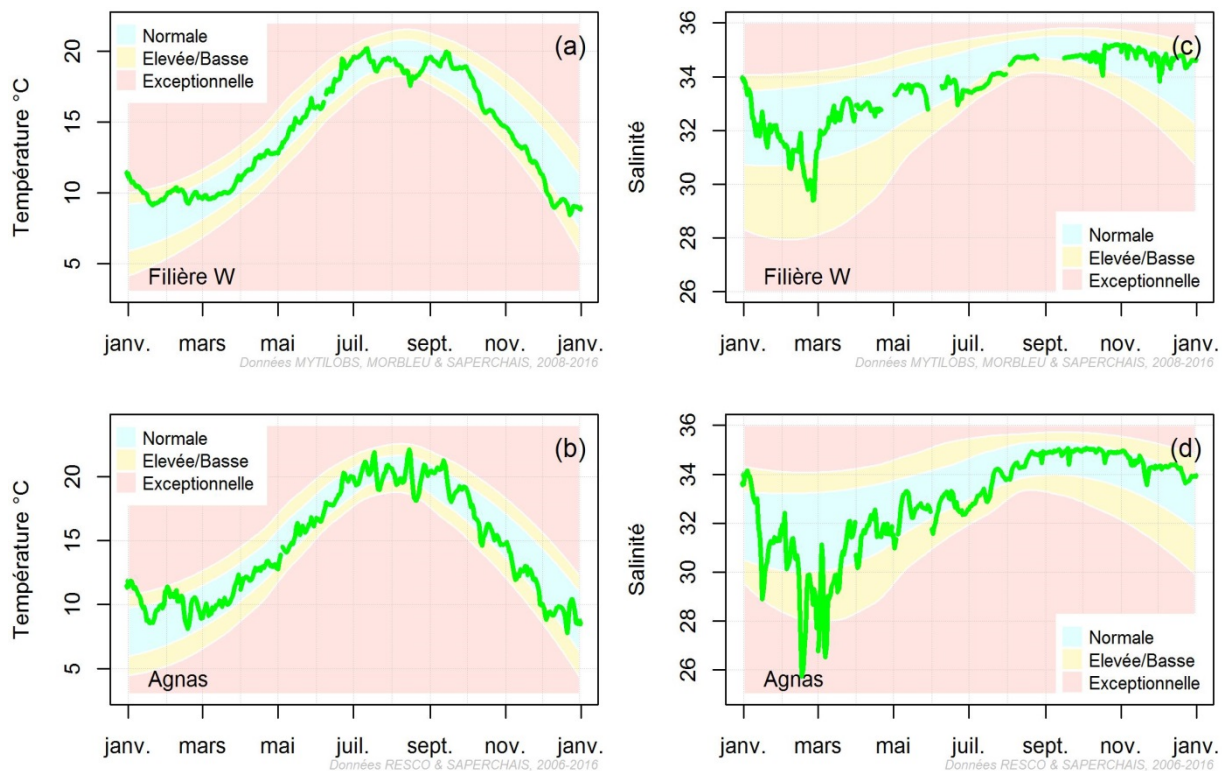 Température °C
20
15
10
5
Normale
Elevée/Basse
Exceptionnelle
(a)
Filière W
janv. mars mai juil. sept. nov. janv.
Données MYTILOBS, MORBLEU & SAPERCHAIS, 2008-2016
Salinité
36
34
32
30
28
26
(c)
Normale
Elevée/Basse
Exceptionnelle
Filière W
janv. mars mai juil. sept. nov. janv.
Données MYTILOBS, MORBLEU & SAPERCHAIS, 2008-2016
Température °C
20
15
10
5
Normale
Elevée/Basse
Exceptionnelle
(b)
Agnas
janv. mars mai juil. sept. nov. janv.
Données RESCO & SAPERCHAIS, 2006-2016
Salinité
36
34
32
30
28
26
(d)
Normale
Elevée/Basse
Exceptionnelle
Agnas
janv. mars mai juil. sept. nov. janv.
Données RESCO & SAPERCHAIS, 2006-2016